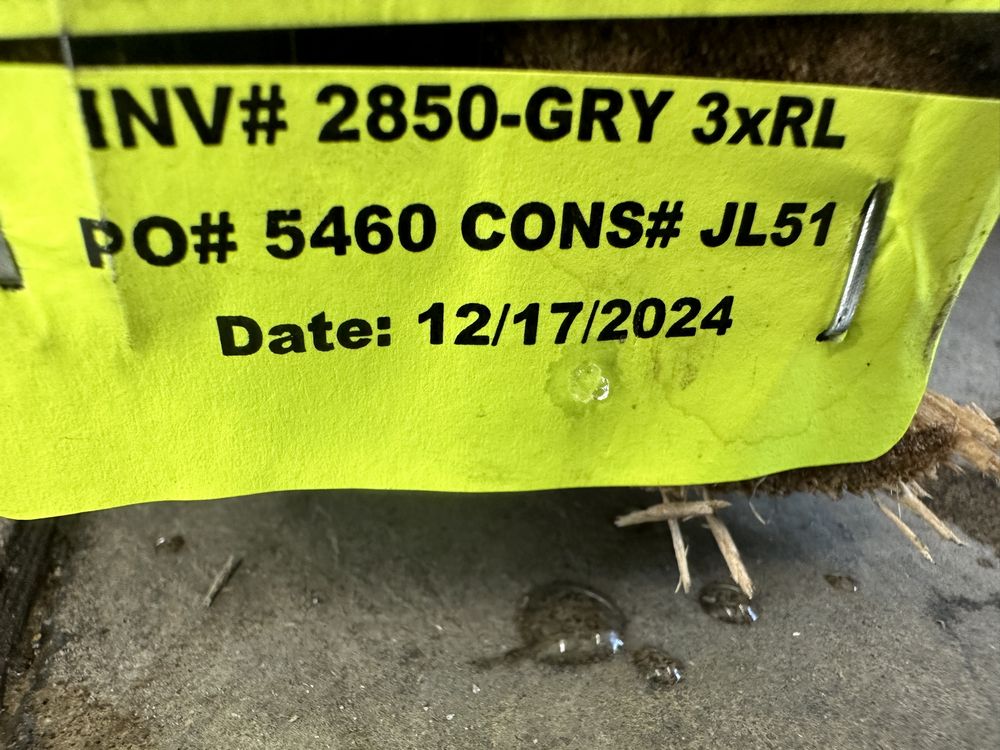 INV# 2850-GRY 3xRL
PO# 5460 CONS# JL51
Date: 12/17/2024